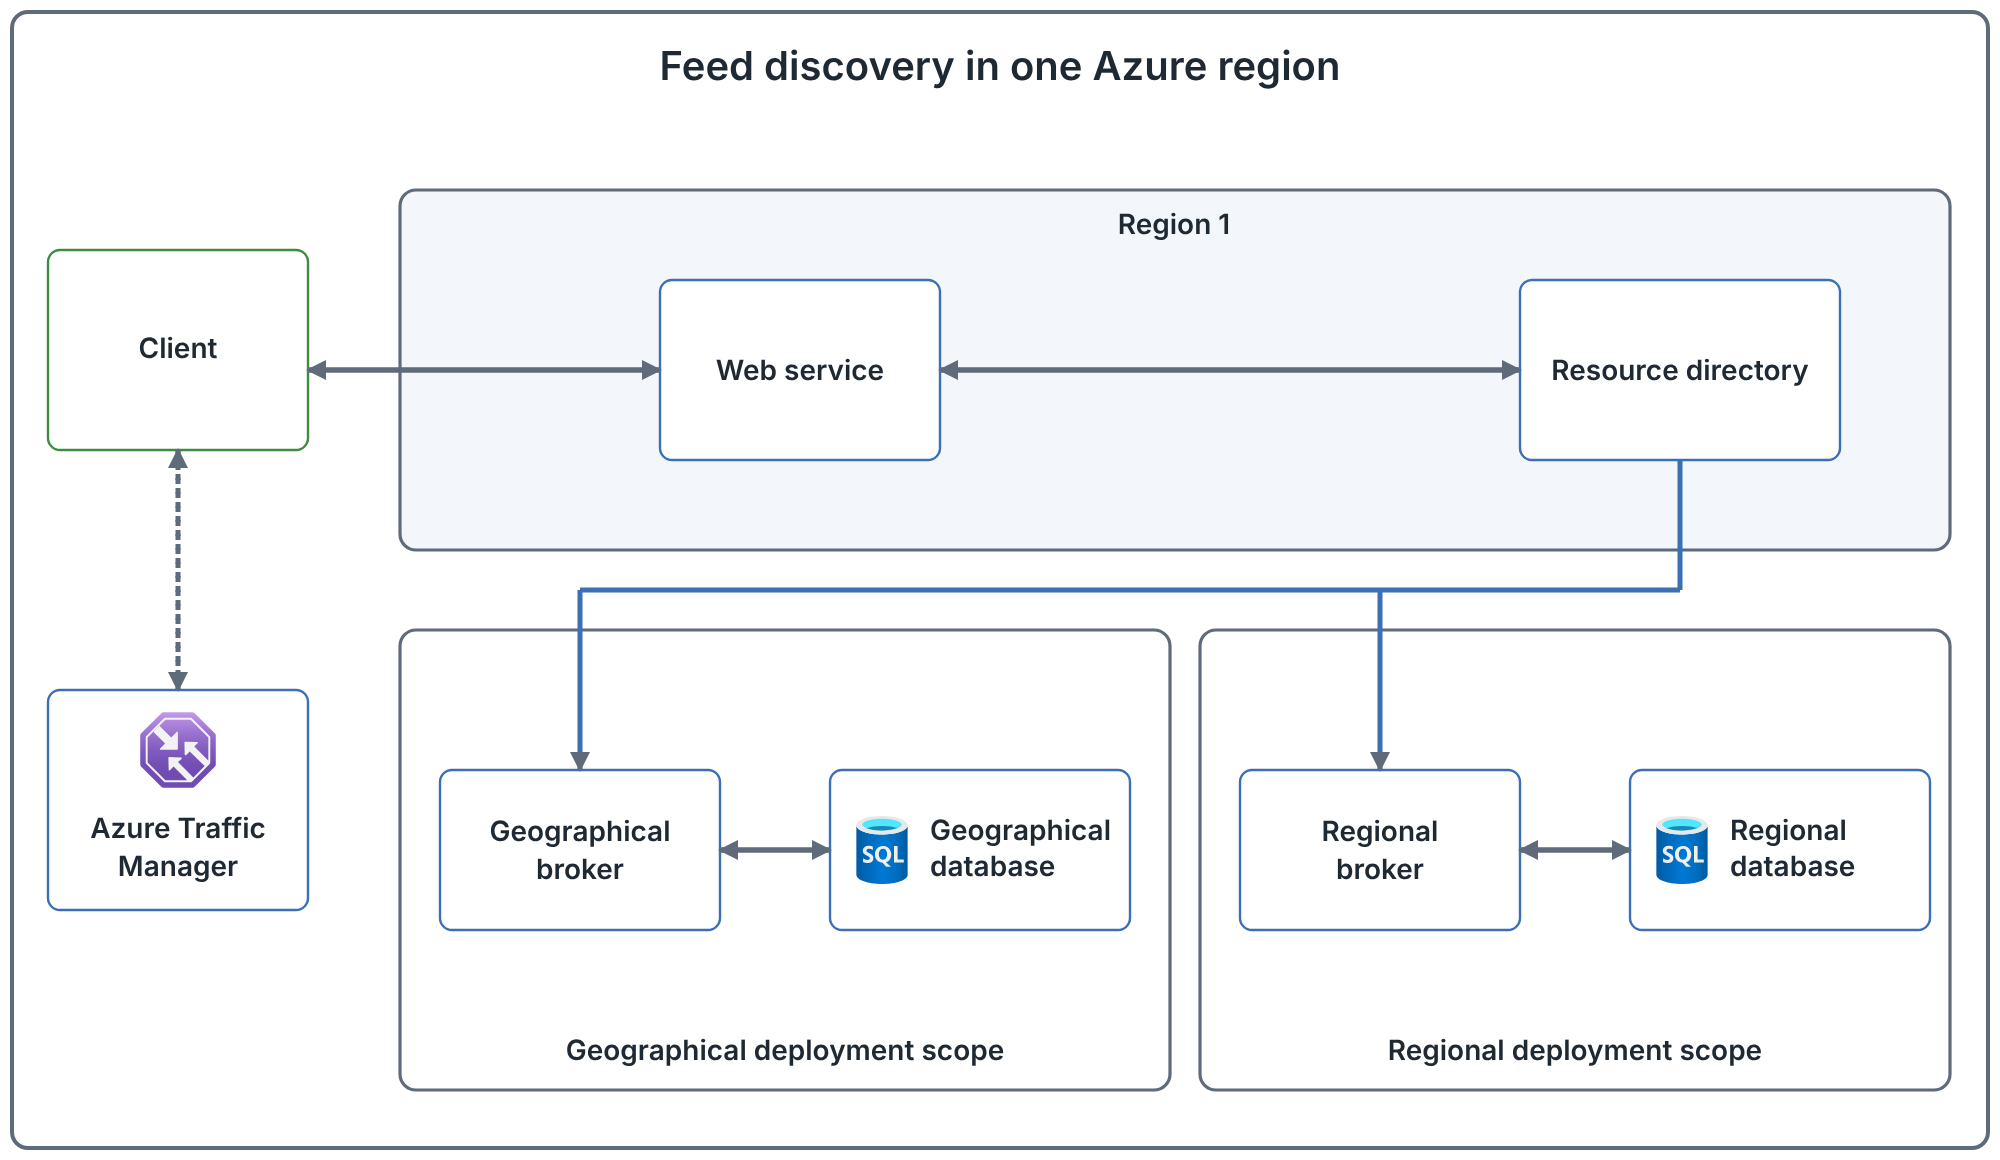 Feed discovery in one Azure region
Region 1
Client
Web service
Resource directory
Azure Traffic
Manager
Geographical
broker
SQL
Geographical
database
Regional
broker
SQL
Regional
database
Geographical deployment scope
Regional deployment scope